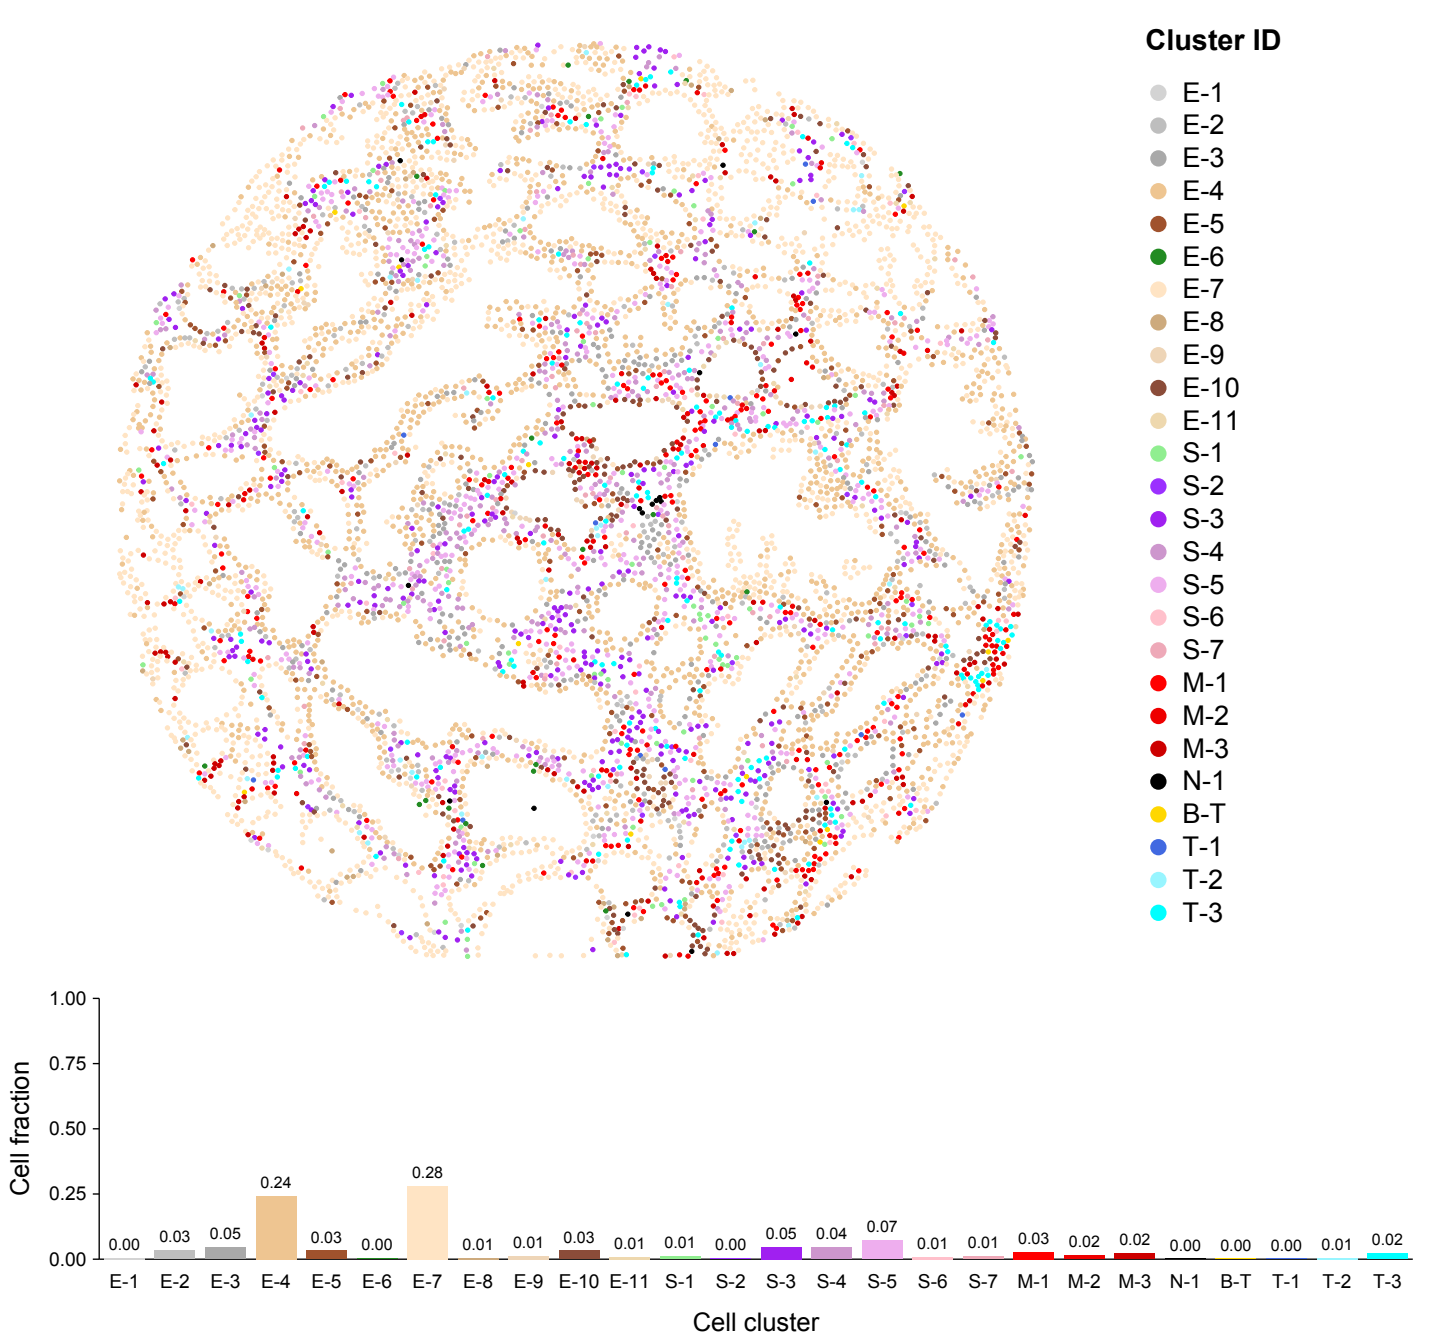 Cluster ID
E-1
E-2
E-3
E-4
E-5
E-6
E-7
E-8
E-9
E-10
E-11
S-1
S-2
S-3
S-4
S-5
S-6
S-7
M-1
M-2
M-3
N-1
B-T
T-1
T-2
T-3
1.00
0.75
0.50
0.25
0.00
Cell fraction
0.00 0.03 0.05 0.24 0.03 0.00 0.28 0.01 0.01 0.03 0.01 0.01 0.00 0.05 0.04 0.07 0.01 0.01 0.03 0.02 0.02 0.00 0.00 0.00 0.01 0.02
E-1 E-2 E-3 E-4 E-5 E-6 E-7 E-8 E-9 E-10 E-11 S-1 S-2 S-3 S-4 S-5 S-6 S-7 M-1 M-2 M-3 N-1 B-T T-1 T-2 T-3
Cell cluster